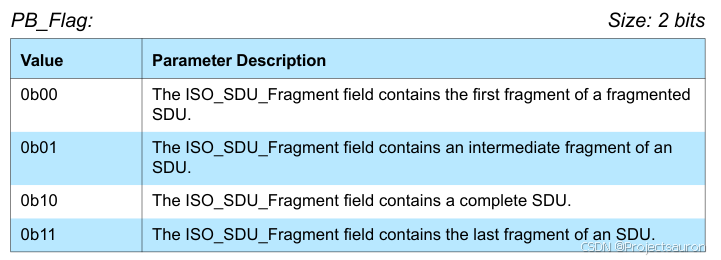 PB_Flag: Size: 2 bits
Value Parameter Description
0b00 The ISO_SDU_Fragment field contains the first fragment of a fragmented
SDU.
0b01 The ISO_SDU_Fragment field contains an intermediate fragment of an
SDU.
0b10 The ISO_SDU_Fragment field contains a complete SDU.
0b11 The ISO_SDU_Fragment field contains the last fragment of an SDU.
CSDN @Projectsauron